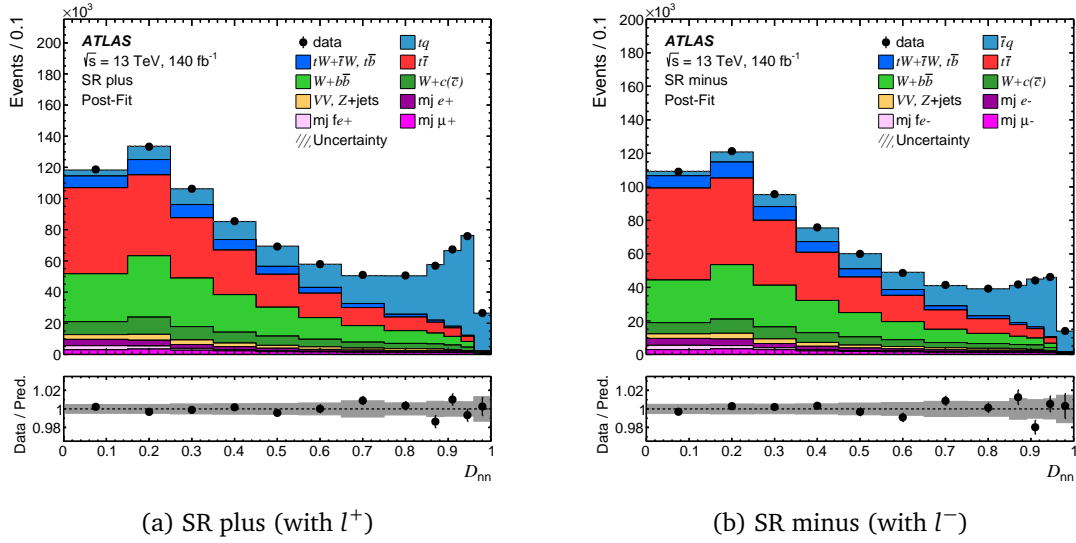 ×10³
200
180
160
140
120
100
80
60
40
20
0
Events / 0.1
ATLAS
√s = 13 TeV, 140 fb⁻¹
SR plus
Post-Fit
data
tq
tW+t̅W, tb̅
tt̅
W+bb̅
W+c(c̅)
VV, Z+jets
mj e+
mj fe+
mj μ+
Uncertainty
Data / Pred.
1.02
1
0.98
0 0.1 0.2 0.3 0.4 0.5 0.6 0.7 0.8 0.9 1
Dₙₙ
(a) SR plus (with l⁺)
×10³
200
180
160
140
120
100
80
60
40
20
0
Events / 0.1
ATLAS
√s = 13 TeV, 140 fb⁻¹
SR minus
Post-Fit
data
t̅q
tW+t̅W, t̅b
tt̅
W+bb̅
W+c(c̅)
VV, Z+jets
mj e-
mj fe-
mj μ-
Uncertainty
Data / Pred.
1.02
1
0.98
0 0.1 0.2 0.3 0.4 0.5 0.6 0.7 0.8 0.9 1
Dₙₙ
(b) SR minus (with l⁻)